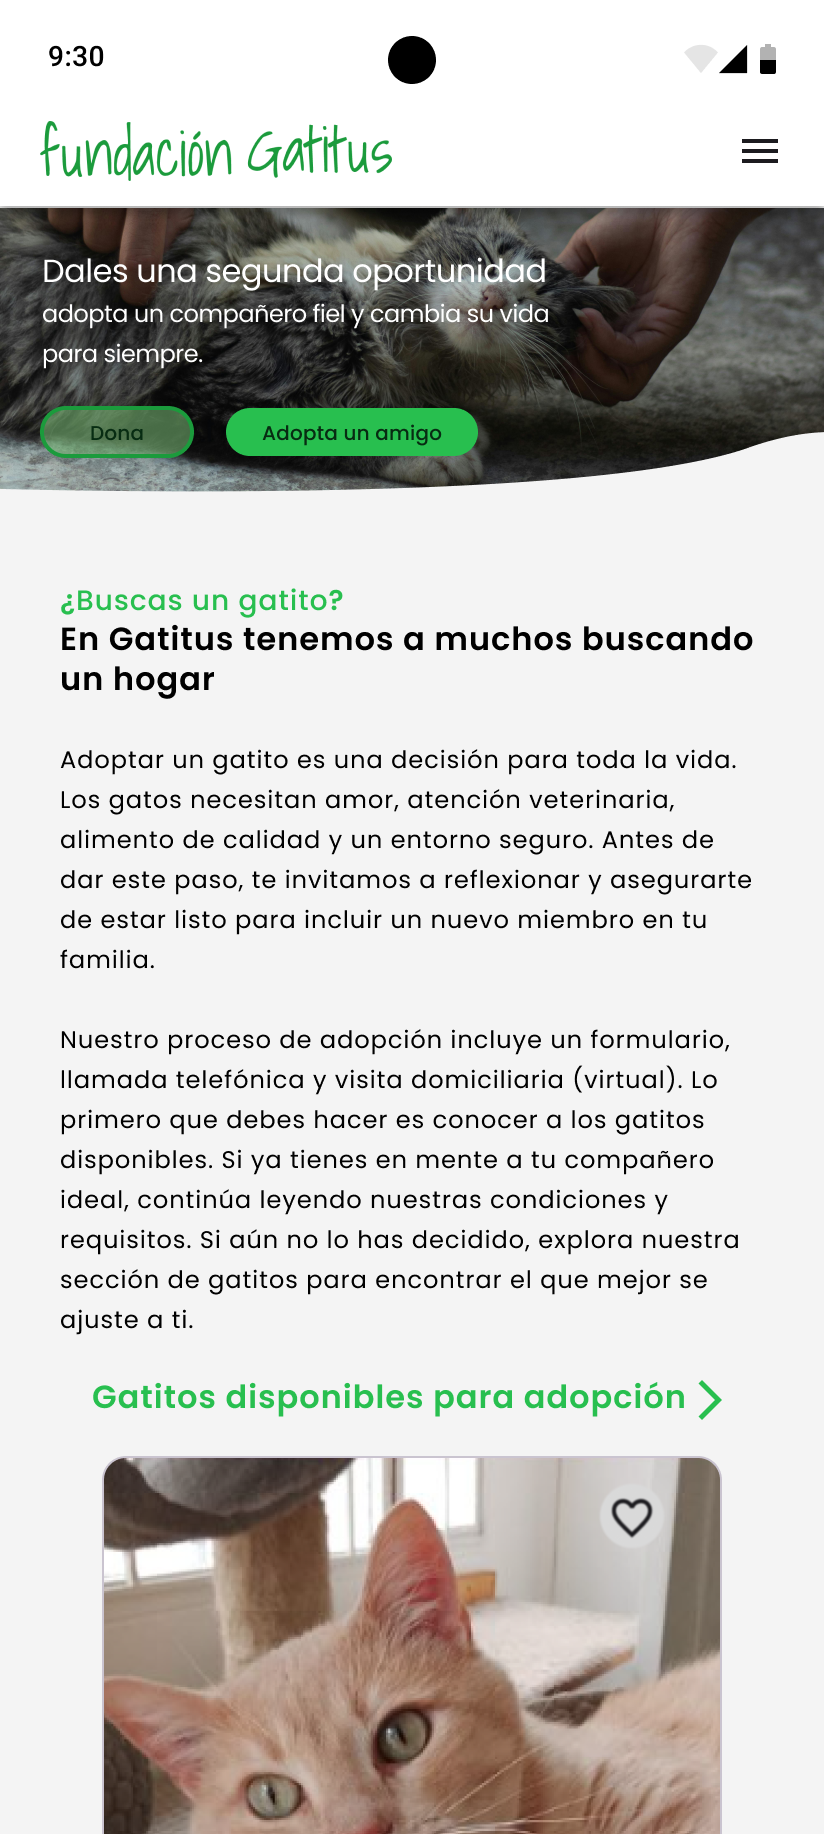 9:30
fundación Gatitus
Dales una segunda oportunidad
adopta un compañero fiel y cambia su vida
para siempre.
Dona
Adopta un amigo
¿Buscas un gatito?
En Gatitus tenemos a muchos buscando
un hogar
Adoptar un gatito es una decisión para toda la vida.
Los gatos necesitan amor, atención veterinaria,
alimento de calidad y un entorno seguro. Antes de
dar este paso, te invitamos a reflexionar y asegurarte
de estar listo para incluir un nuevo miembro en tu
familia.
Nuestro proceso de adopción incluye un formulario,
llamada telefónica y visita domiciliaria (virtual). Lo
primero que debes hacer es conocer a los gatitos
disponibles. Si ya tienes en mente a tu compañero
ideal, continúa leyendo nuestras condiciones y
requisitos. Si aún no lo has decidido, explora nuestra
sección de gatitos para encontrar el que mejor se
ajuste a ti.
Gatitos disponibles para adopción